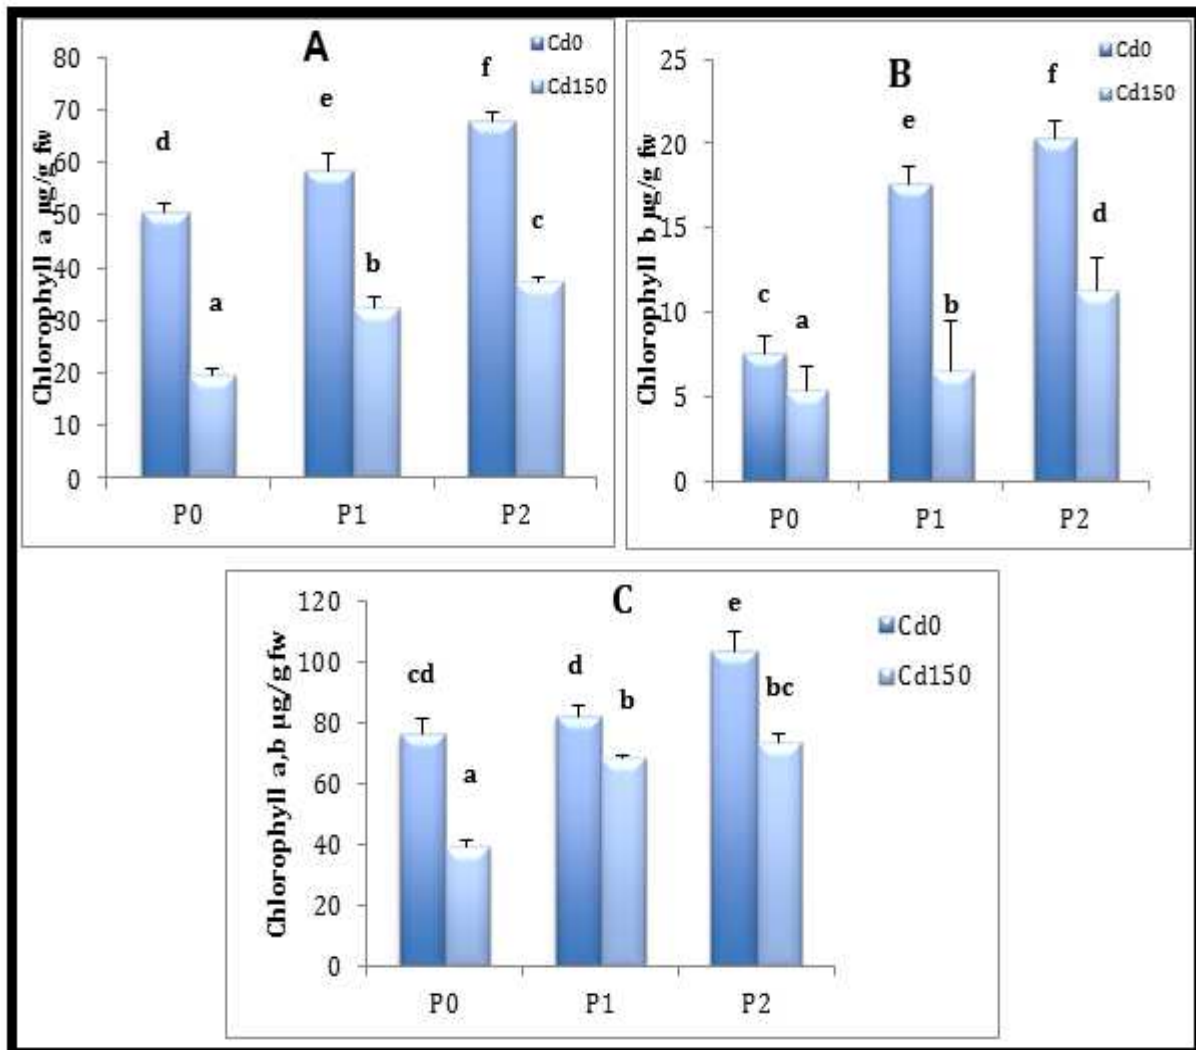 A
Cd0
Cd150
Chlorophyll a µg/g fw
80
70
60
50
40
30
20
10
0
d
a
e
b
f
c
P0 P1 P2
B
Cd0
Cd150
Chlorophyll b µg/g fw
25
20
15
10
5
0
c
a
e
b
f
d
P0 P1 P2
C
Cd0
Cd150
Chlorophyll a,b µg/g fw
120
100
80
60
40
20
0
cd
a
d
b
e
bc
P0 P1 P2